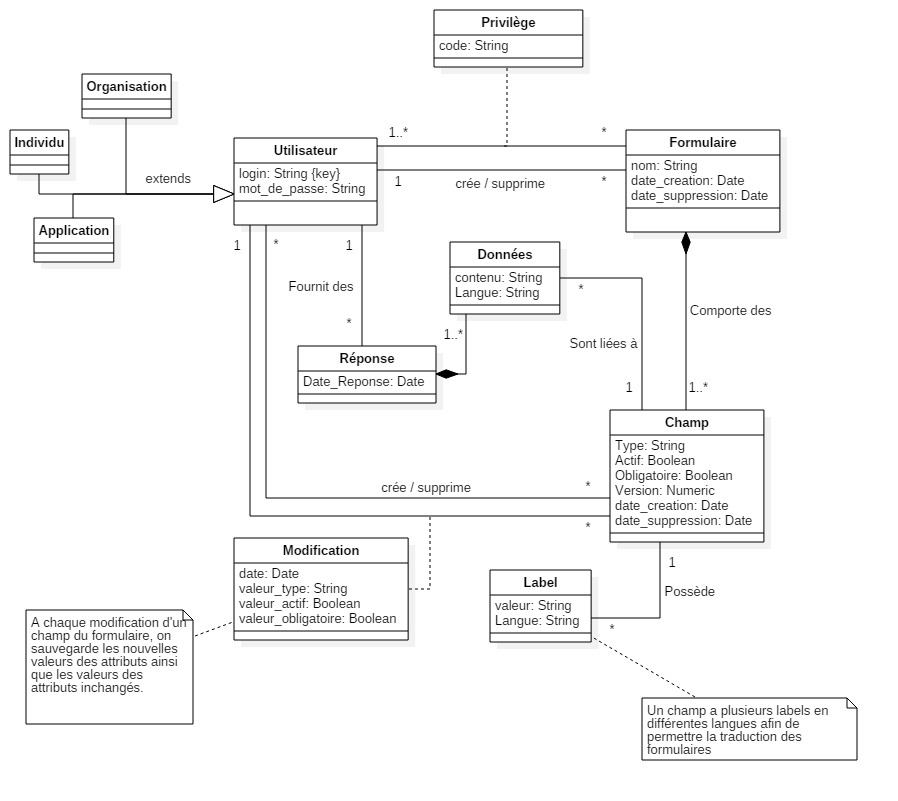 Privilège
code: String
Organisation
Individu
extends
Application
Utilisateur
login: String {key}
mot_de_passe: String
1..*
*
1
crée / supprime
*
Formulaire
nom: String
date_creation: Date
date_suppression: Date
1
*
1
Fournit des
*
Données
contenu: String
Langue: String
*
1..*
Sont liées à
1
Comporte des
1..*
Réponse
Date_Reponse: Date
Champ
Type: String
Actif: Boolean
Obligatoire: Boolean
Version: Numeric
date_creation: Date
date_suppression: Date
crée / supprime
*
*
Modification
date: Date
valeur_type: String
valeur_actif: Boolean
valeur_obligatoire: Boolean
Label
valeur: String
Langue: String
1
Possède
*
A chaque modification d'un
champ du formulaire, on
sauvegarde les nouvelles
valeurs des attributs ainsi
que les valeurs des
attributs inchangés.
Un champ a plusieurs labels en
différentes langues afin de
permettre la traduction des
formulaires